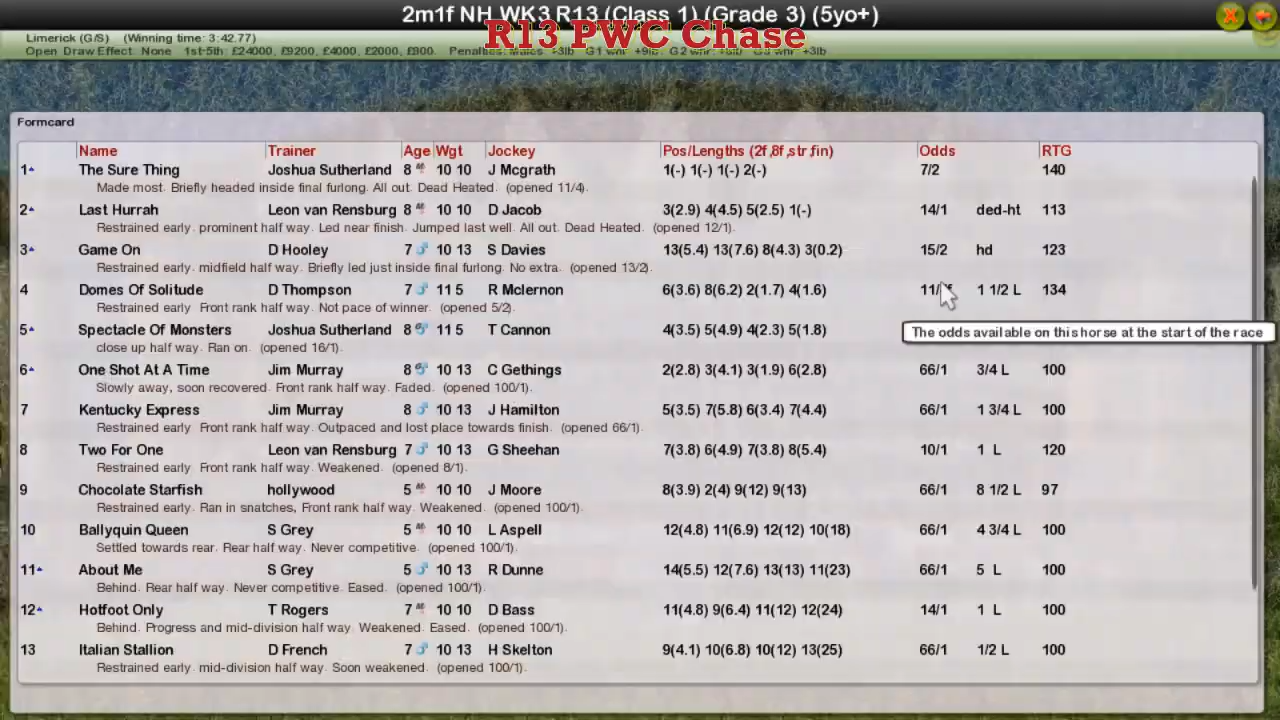 2m1f NH WK3 R13 (Class 1) (Grade 3) (5yo+)
R13 PWC Chase
Limerick (G/S) (Winning time: 3:42.77)
Open Draw Effect. None 1st-5th: £24000, £9200, £4000, £2000, £800. Penalties: +3lb G1 wnr +9lb G2 wnr wnr +3lb
Formcard
Name Trainer Age Wgt Jockey Pos/Lengths (2f,8f,str,fin) Odds RTG
1 The Sure Thing Joshua Sutherland 8 10 10 J Mcgrath 1(-) 1(-) 1(-) 2(-) 7/2 140
Made most. Briefly headed inside final furlong. All out. Dead Heated. (opened 11/4).
2 Last Hurrah Leon van Rensburg 8 10 10 D Jacob 3(2.9) 4(4.5) 5(2.5) 1(-) 14/1 ded-ht 113
Restrained early. prominent half way. Led near finish. Jumped last well. All out. Dead Heated. (opened 12/1).
3 Game On D Hooley 7 10 13 S Davies 13(5.4) 13(7.6) 8(4.3) 3(0.2) 15/2 hd 123
Restrained early. midfield half way. Briefly led just inside final furlong. No extra. (opened 13/2).
4 Domes Of Solitude D Thompson 7 11 5 R Mclernon 6(3.6) 8(6.2) 2(1.7) 4(1.6) 11/ 1 1/2 L 134
Restrained early. Front rank half way. Not pace of winner. (opened 5/2).
5 Spectacle Of Monsters Joshua Sutherland 8 11 5 T Cannon 4(3.5) 5(4.9) 4(2.3) 5(1.8)
The odds available on this horse at the start of the race
close up half way. Ran on. (opened 16/1).
6 One Shot At A Time Jim Murray 8 10 13 C Gethings 2(2.8) 3(4.1) 3(1.9) 6(2.8) 66/1 3/4 L 100
Slowly away, soon recovered. Front rank half way. Faded. (opened 100/1).
7 Kentucky Express Jim Murray 8 10 13 J Hamilton 5(3.5) 7(5.8) 6(3.4) 7(4.4) 66/1 1 3/4 L 100
Restrained early. Front rank half way. Outpaced and lost place towards finish. (opened 66/1).
8 Two For One Leon van Rensburg 7 10 13 G Sheehan 7(3.8) 6(4.9) 7(3.8) 8(5.4) 10/1 1 L 120
Restrained early. Front rank half way. Weakened. (opened 8/1).
9 Chocolate Starfish hollywood 5 10 10 J Moore 8(3.9) 2(4) 9(12) 9(13) 66/1 8 1/2 L 97
Restrained early. Ran in snatches, Front rank half way. Weakened. (opened 100/1).
10 Ballyquin Queen S Grey 5 10 10 L Aspell 12(4.8) 11(6.9) 12(12) 10(18) 66/1 4 3/4 L 100
Settled towards rear. Rear half way. Never competitive. (opened 100/1).
11 About Me S Grey 5 10 13 R Dunne 14(5.5) 12(7.6) 13(13) 11(23) 66/1 5 L 100
Behind. Rear half way. Never competitive. Eased. (opened 100/1).
12 Hotfoot Only T Rogers 7 10 10 D Bass 11(4.8) 9(6.4) 11(12) 12(24) 14/1 1 L 100
Behind. Progress and mid-division half way. Weakened. Eased. (opened 100/1).
13 Italian Stallion D French 7 10 13 H Skelton 9(4.1) 10(6.8) 10(12) 13(25) 66/1 1/2 L 100
Restrained early. mid-division half way. Soon weakened. (opened 100/1).